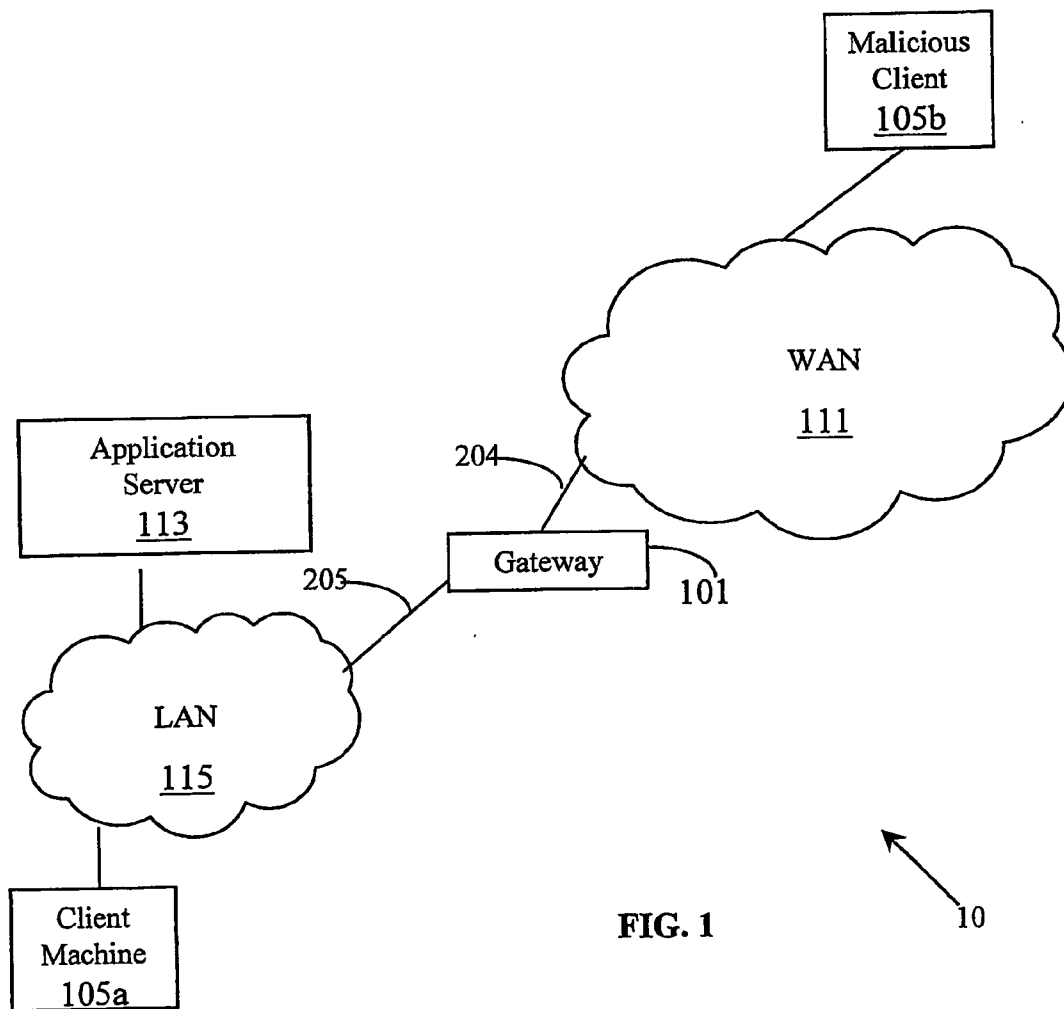 Malicious
Client
105b
WAN
111
204
Application
Server
113
Gateway
101
205
LAN
115
Client
Machine
105a
FIG. 1
10